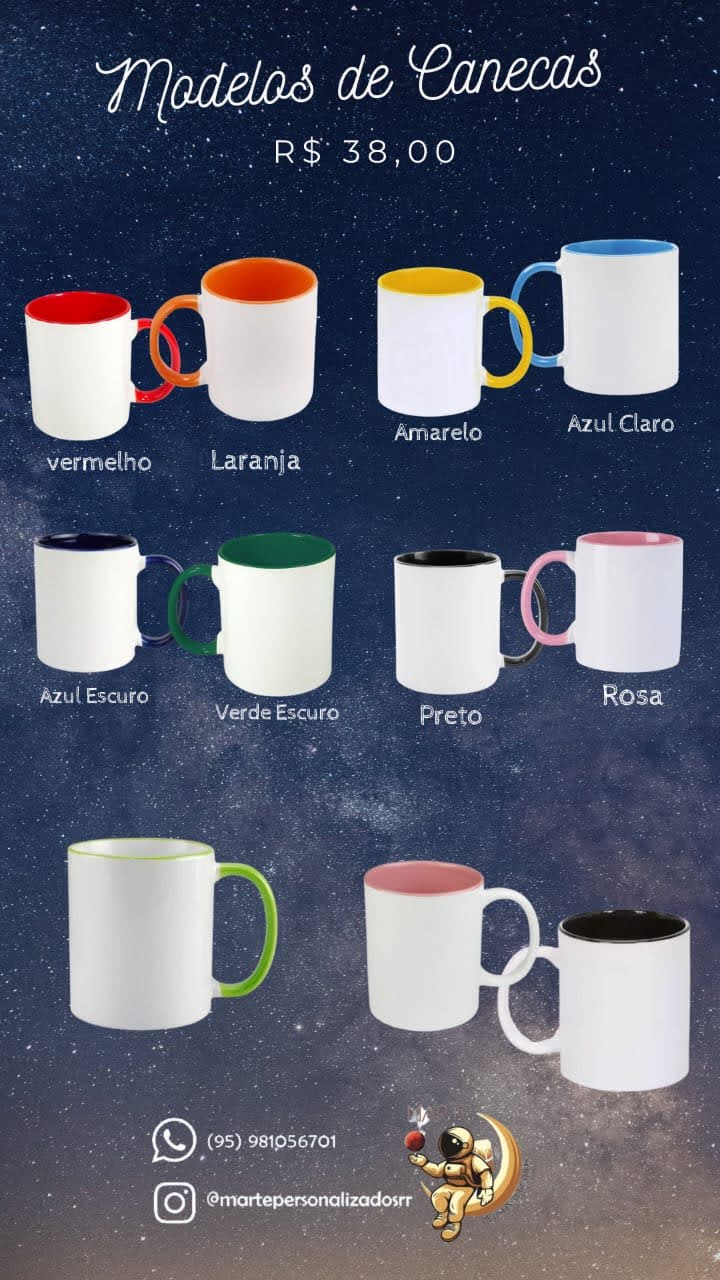 Modelos de Canecas
R$ 38,00
vermelho
Laranja
Amarelo
Azul Claro
Azul Escuro
Verde Escuro
Preto
Rosa
(95) 981056701
@martepersonalizadosrr